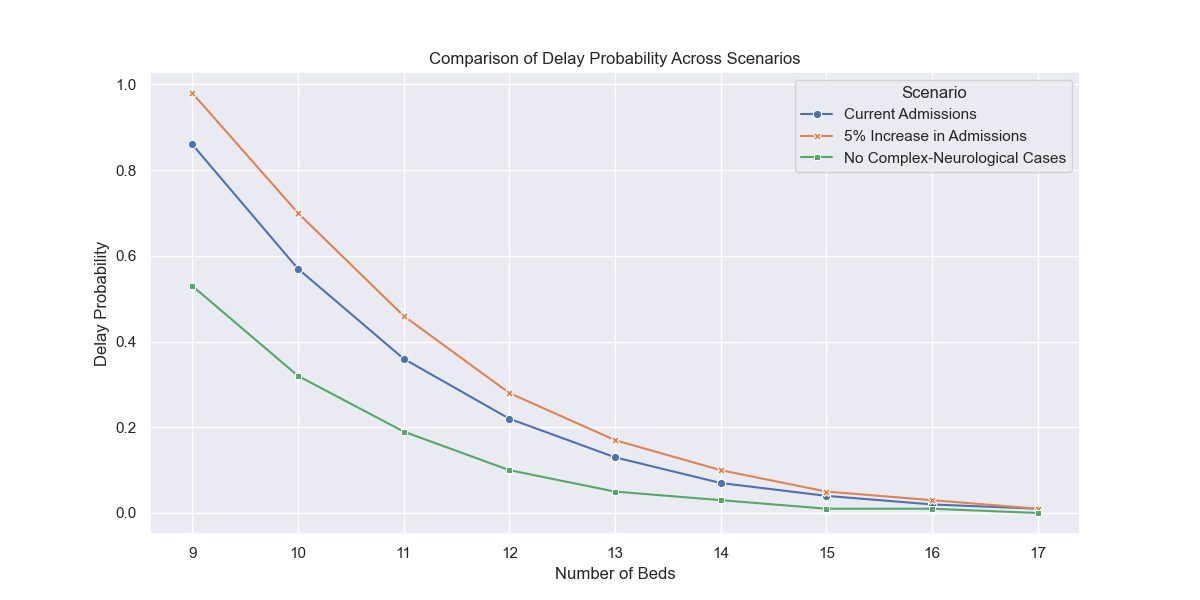 Comparison of Delay Probability Across Scenarios
Scenario
Current Admissions
5% Increase in Admissions
No Complex-Neurological Cases
Delay Probability
1.0
0.8
0.6
0.4
0.2
0.0
9 10 11 12 13 14 15 16 17
Number of Beds